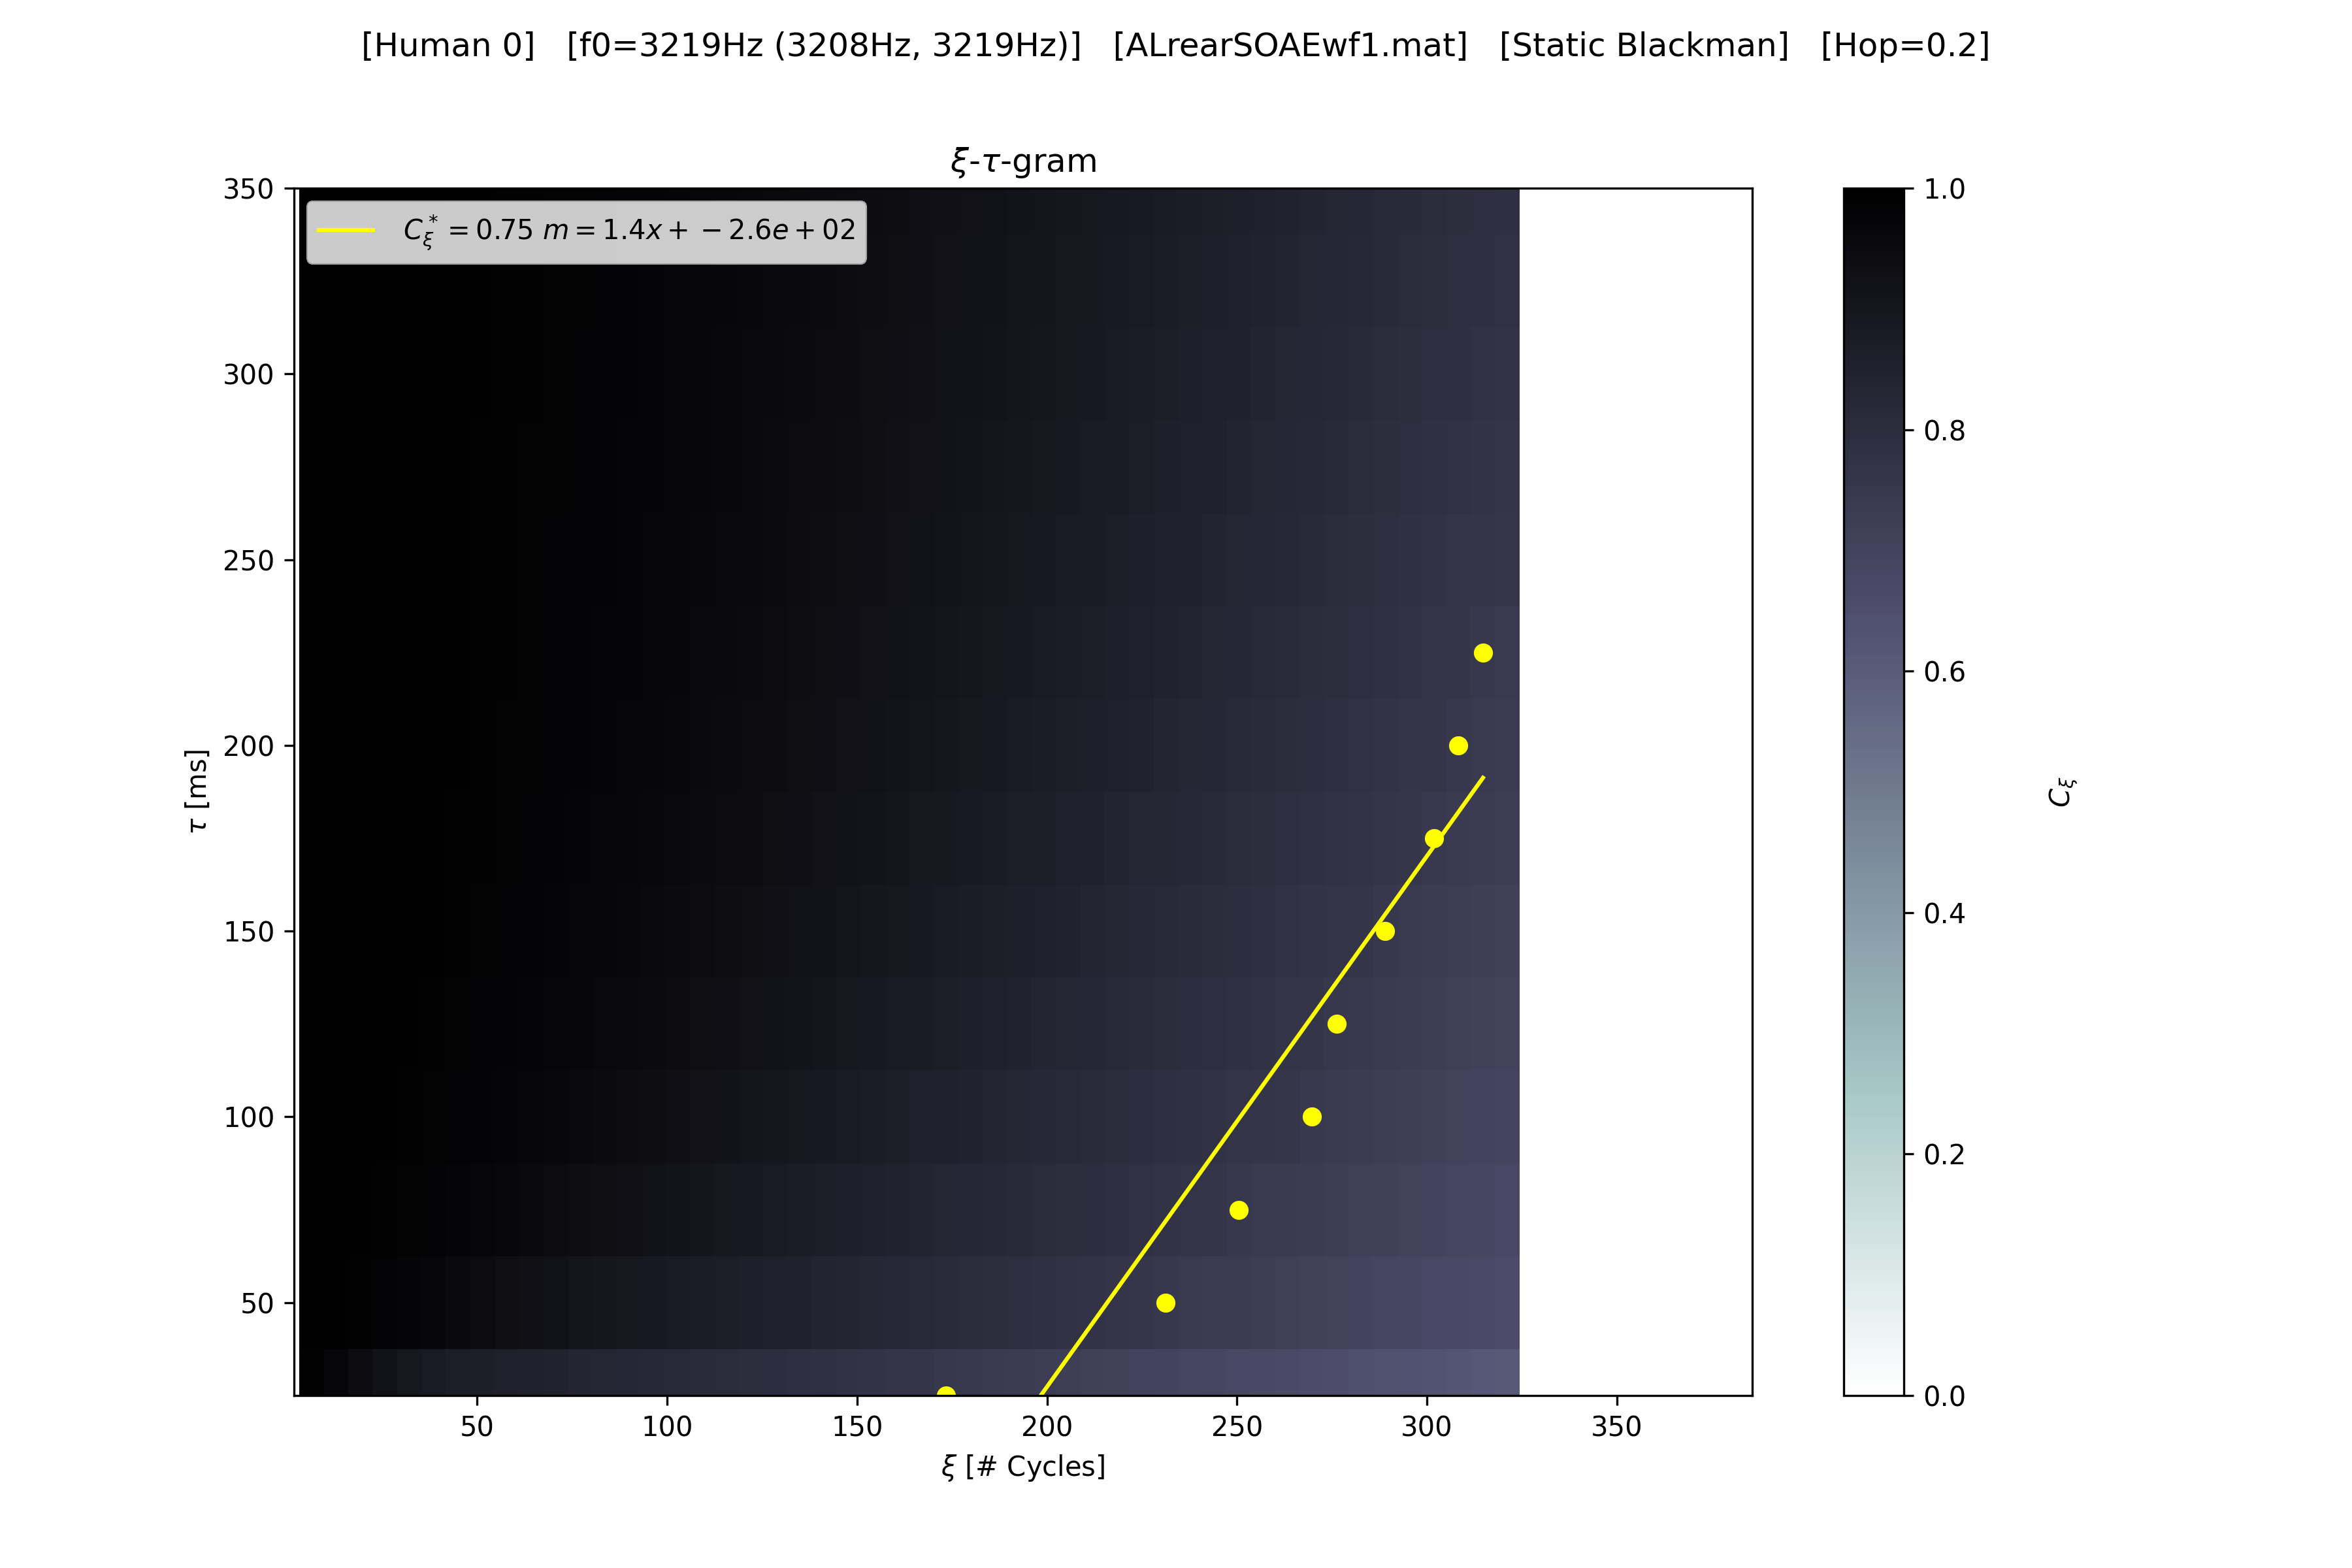 [Human 0] [f0=3219Hz (3208Hz, 3219Hz)] [ALrearSOAEwf1.mat] [Static Blackman] [Hop=0.2]
ξ-τ-gram
C*ξ = 0.75 m = 1.4x + −2.6e + 02
350
300
250
200
150
100
50
τ [ms]
50 100 150 200 250 300 350
ξ [# Cycles]
1.0
0.8
0.6
0.4
0.2
0.0
Cξ